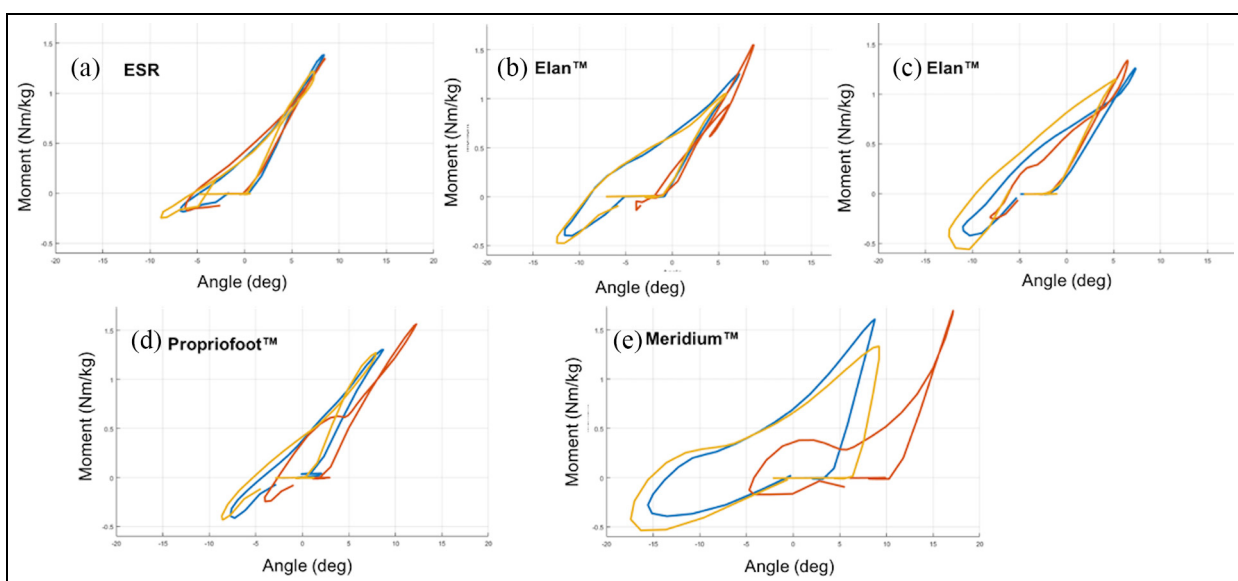 (a) ESR
Moment (Nm/kg)
1.5
1
0.5
0
-0.5
-20 -15 -10 -5 0 5 10 15 20
Angle (deg)
(b) Elan™
Moment (Nm/kg)
1.5
1
0.5
0
-0.5
-20 -15 -10 -5 0 5 10 15
Angle (deg)
(c) Elan™
Moment (Nm/kg)
1.5
1
0.5
0
-0.5
-20 -15 -10 -5 0 5 10 15
Angle (deg)
(d) Propriofoot™
Moment (Nm/kg)
1.5
1
0.5
0
-0.5
-20 -15 -10 -5 0 5 10 15 20
Angle (deg)
(e) Meridium™
Moment (Nm/kg)
1.5
1
0.5
0
-0.5
-20 -15 -10 -5 0 5 10 15 20
Angle (deg)